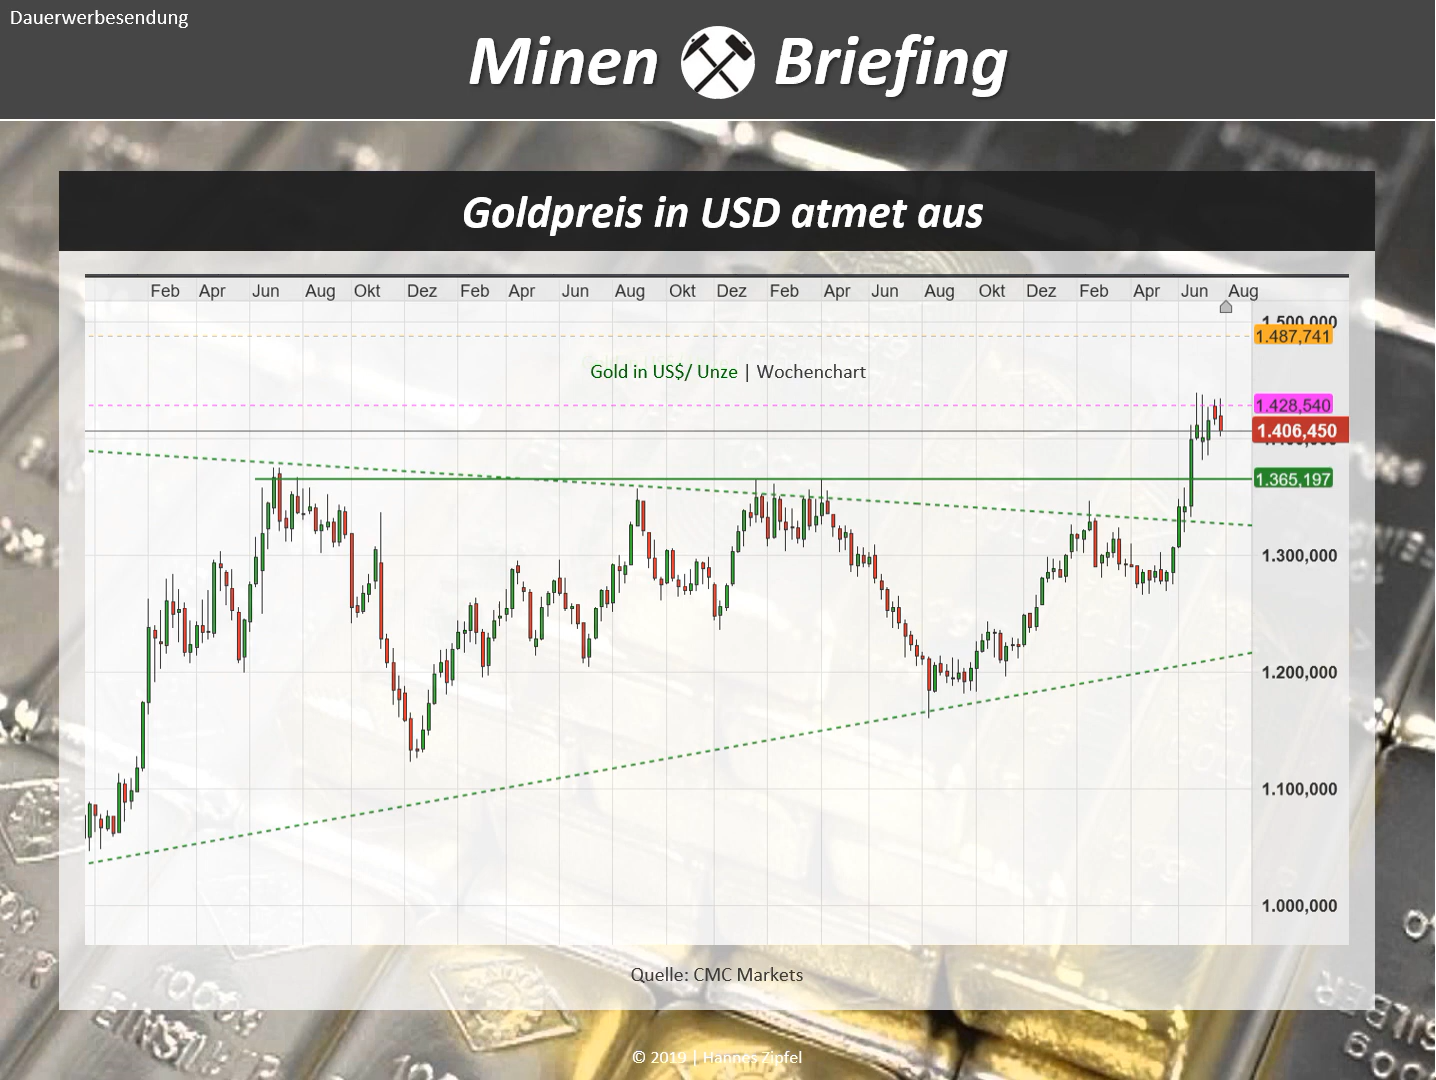 Dauerwerbesendung
Minen Briefing
Goldpreis in USD atmet aus
Feb Apr Jun Aug Okt Dez Feb Apr Jun Aug Okt Dez Feb Apr Jun Aug Okt Dez Feb Apr Jun Aug
1.500,000
1.487,741
Gold in US$/ Unze | Wochenchart
1.428,540
1.406,450
1.365,197
1.300,000
1.200,000
1.100,000
1.000,000
Quelle: CMC Markets
© 2019 | Hannes Zipfel